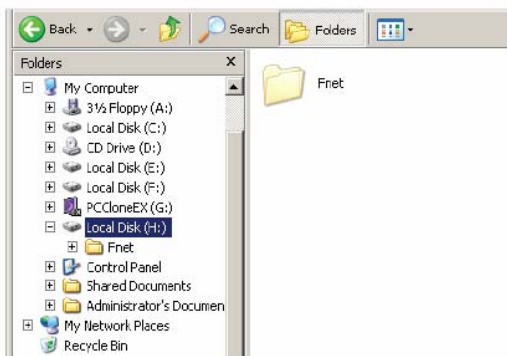 Back Search Folders
Folders X
My Computer
3½ Floppy (A:)
Local Disk (C:)
CD Drive (D:)
Local Disk (E:)
Local Disk (F:)
PCCloneEX (G:)
Local Disk (H:)
Fnet
Control Panel
Shared Documents
Administrator's Documen
My Network Places
Recycle Bin
Fnet